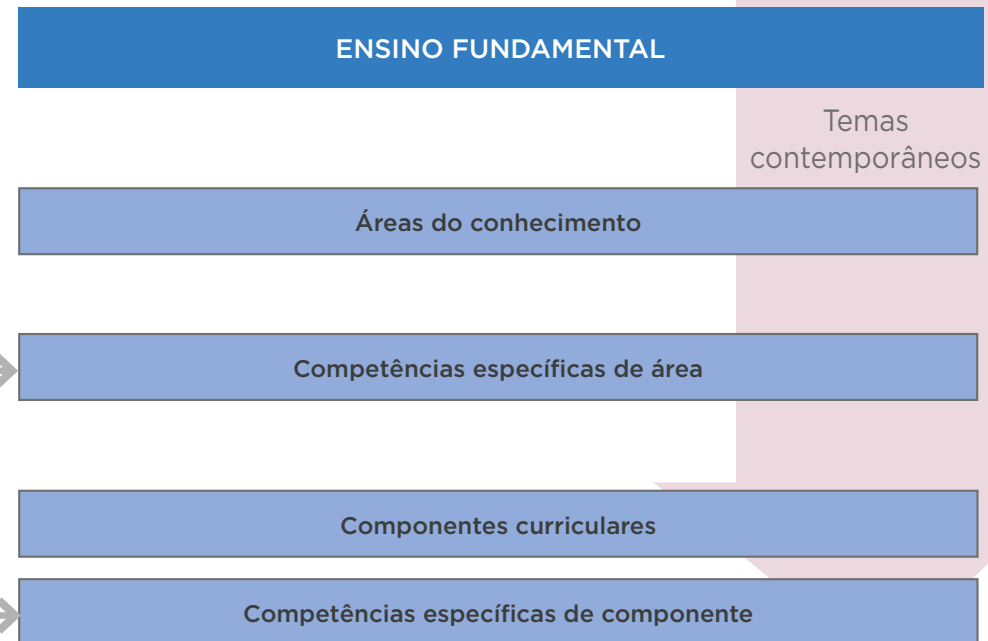 ENSINO FUNDAMENTAL
Temas
contemporâneos
Áreas do conhecimento
Competências específicas de área
Componentes curriculares
Competências específicas de componente